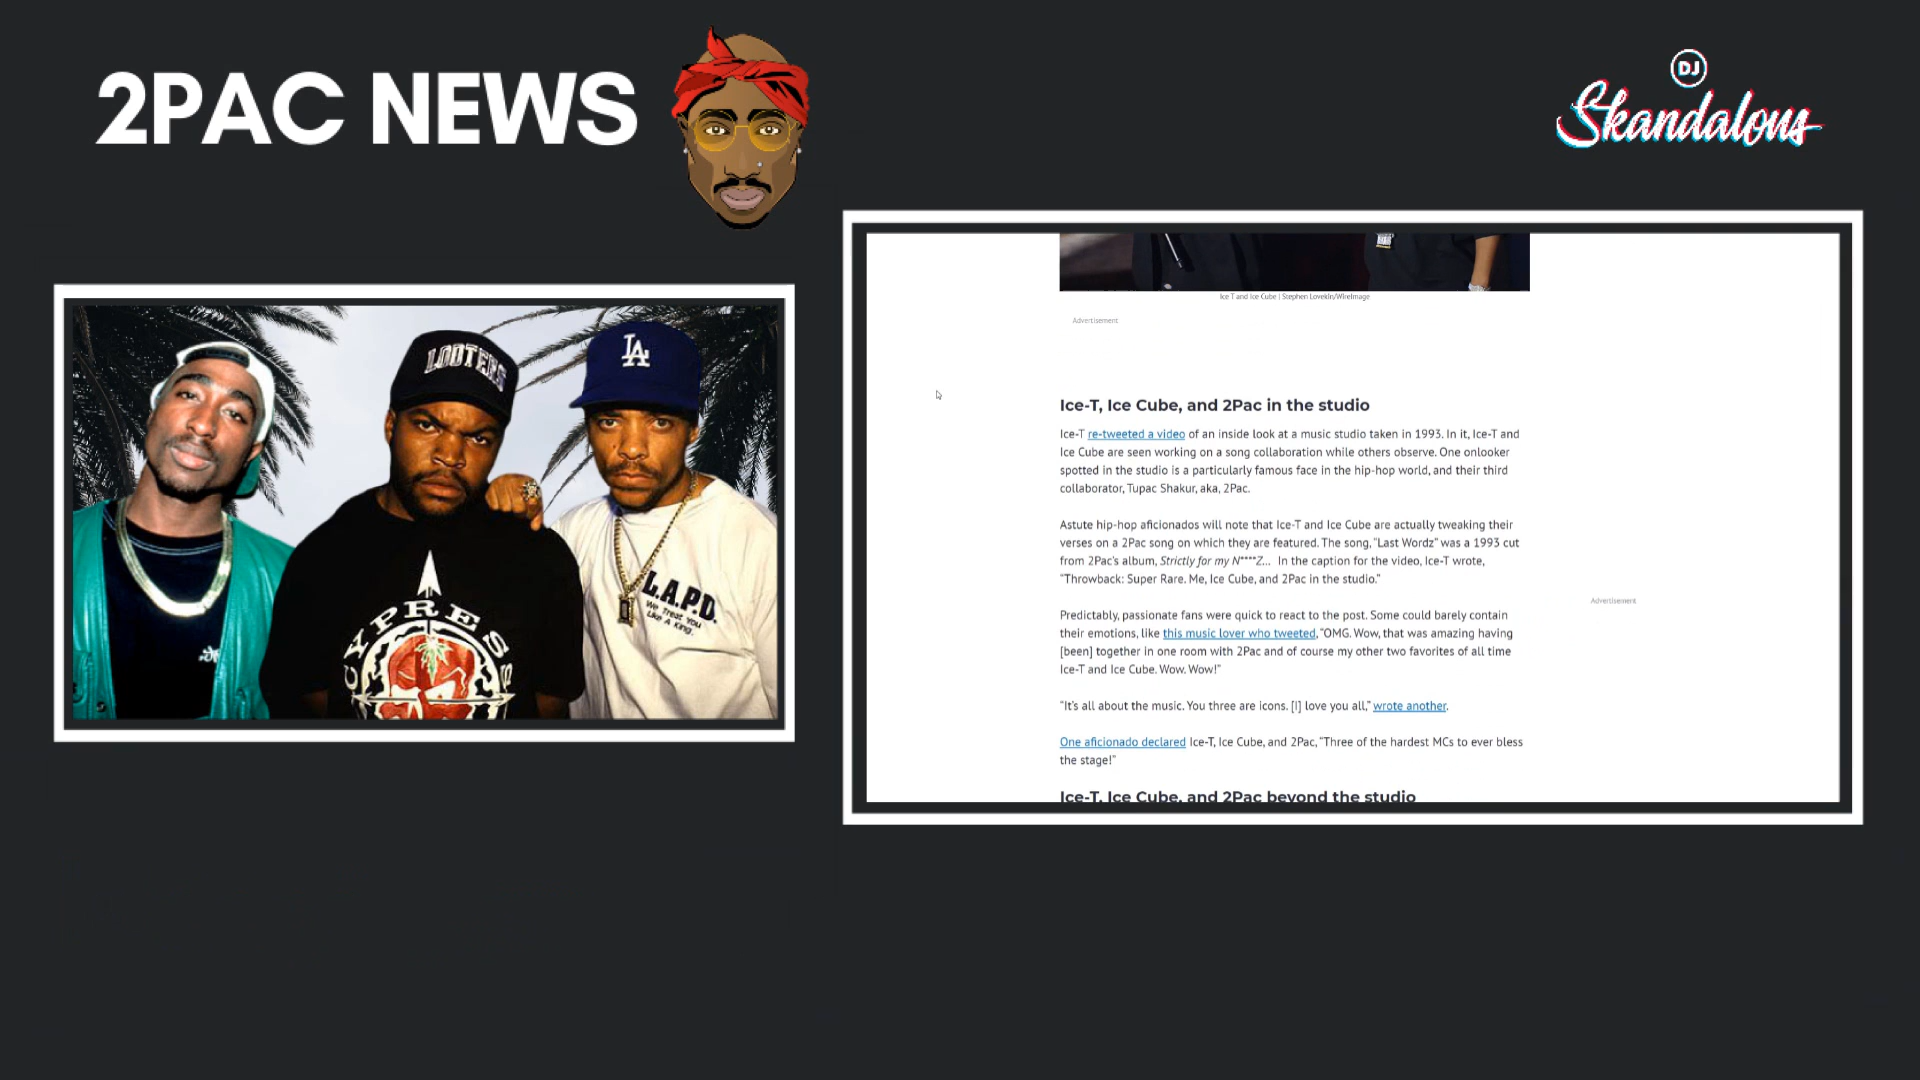 2PAC NEWS
DJ
Skandalous
LOOTERS
LA
CYPRESS
L.A.P.D.
We Treat You
Like A King.
Ice T and Ice Cube | Stephen Lovekin/WireImage
Advertisement
Ice-T, Ice Cube, and 2Pac in the studio
Ice-T re-tweeted a video of an inside look at a music studio taken in 1993. In it, Ice-T and
Ice Cube are seen working on a song collaboration while others observe. One onlooker
spotted in the studio is a particularly famous face in the hip-hop world, and their third
collaborator, Tupac Shakur, aka, 2Pac.
Astute hip-hop aficionados will note that Ice-T and Ice Cube are actually tweaking their
verses on a 2Pac song on which they are featured. The song, “Last Wordz” was a 1993 cut
from 2Pac’s album, Strictly for my N****Z… In the caption for the video, Ice-T wrote,
“Throwback: Super Rare. Me, Ice Cube, and 2Pac in the studio.”
Advertisement
Predictably, passionate fans were quick to react to the post. Some could barely contain
their emotions, like this music lover who tweeted, “OMG. Wow, that was amazing having
[been] together in one room with 2Pac and of course my other two favorites of all time
Ice-T and Ice Cube. Wow. Wow!”
“It’s all about the music. You three are icons. [I] love you all,” wrote another.
One aficionado declared Ice-T, Ice Cube, and 2Pac, “Three of the hardest MCs to ever bless
the stage!”
Ice-T, Ice Cube, and 2Pac beyond the studio